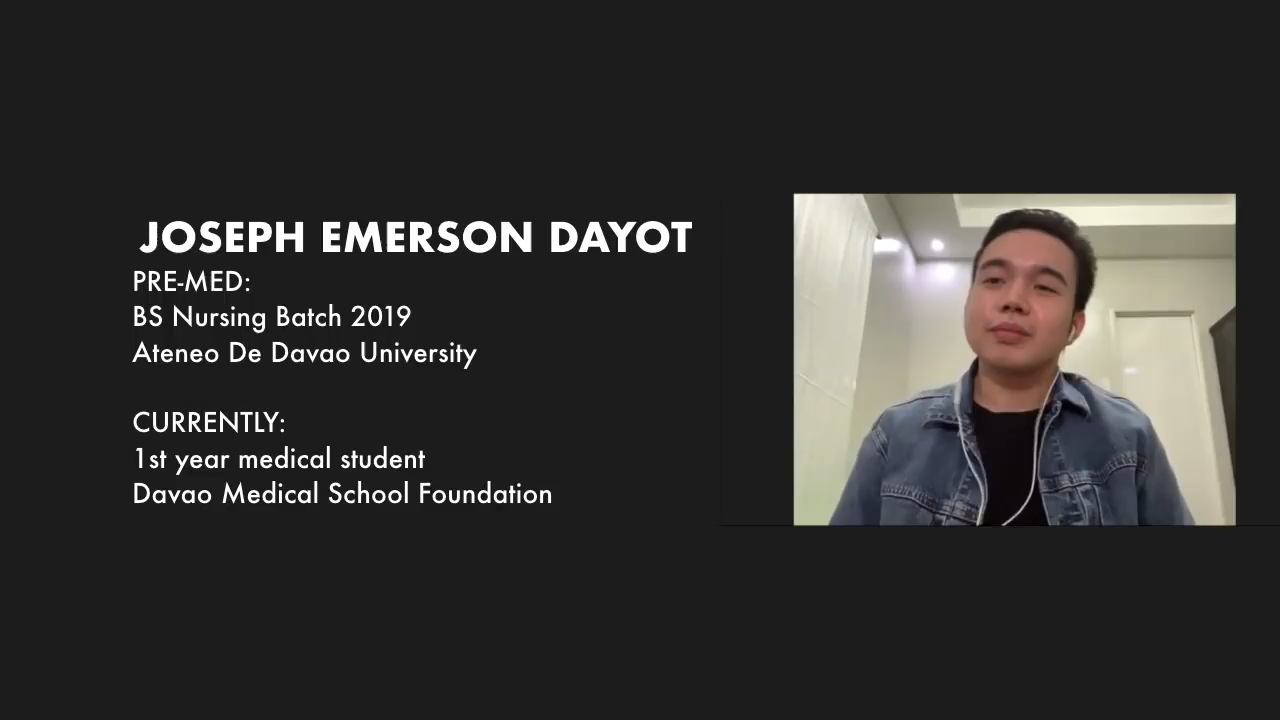 JOSEPH EMERSON DAYOT
PRE-MED:
BS Nursing Batch 2019
Ateneo De Davao University
CURRENTLY:
1st year medical student
Davao Medical School Foundation